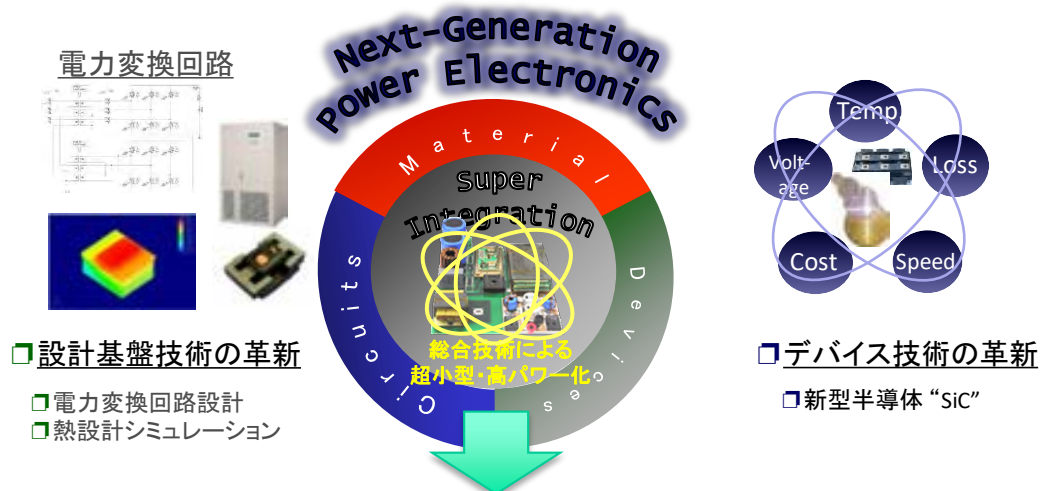 Next-Generation
Power Electronics
電力変換回路
Material
Super
Integration
Circuits
Devices
総合技術による
超小型・高パワー化
Temp.
Volt-
age
Loss
Cost
Speed
❐設計基盤技術の革新
❐電力変換回路設計
❐熱設計シミュレーション
❐デバイス技術の革新
❐新型半導体 “SiC”